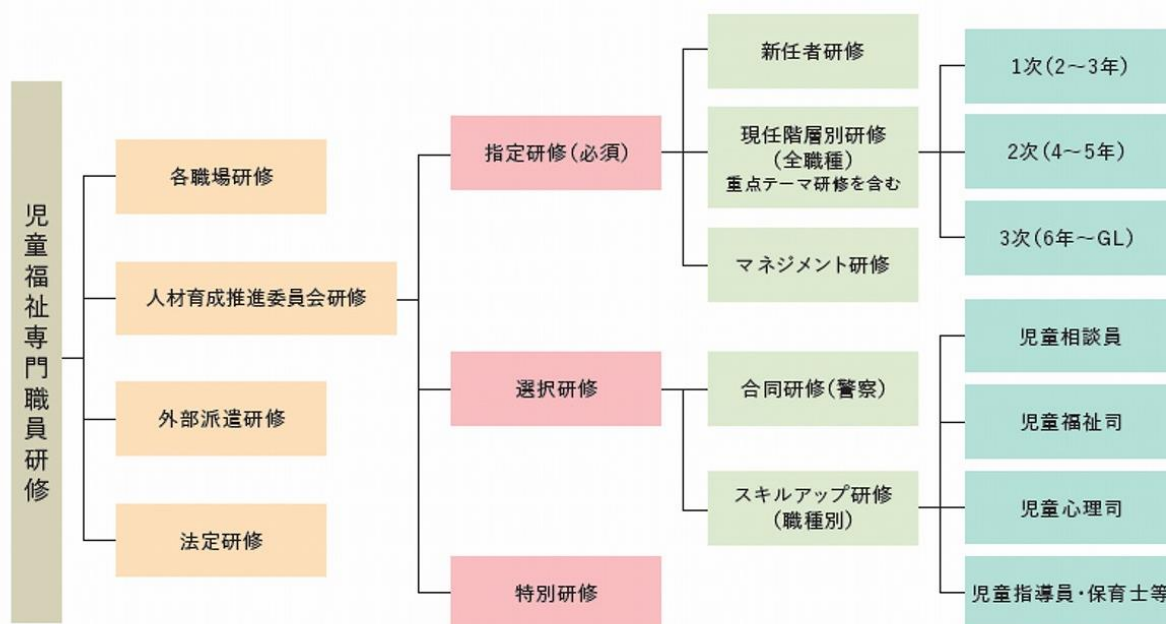 児童福祉専門職員研修
各職場研修
人材育成推進委員会研修
外部派遣研修
法定研修
指定研修(必須)
選択研修
特別研修
新任者研修
現任階層別研修
(全職種)
重点テーマ研修を含む
マネジメント研修
合同研修(警察)
スキルアップ研修
(職種別)
1次(2〜3年)
2次(4〜5年)
3次(6年〜GL)
児童相談員
児童福祉司
児童心理司
児童指導員・保育士等